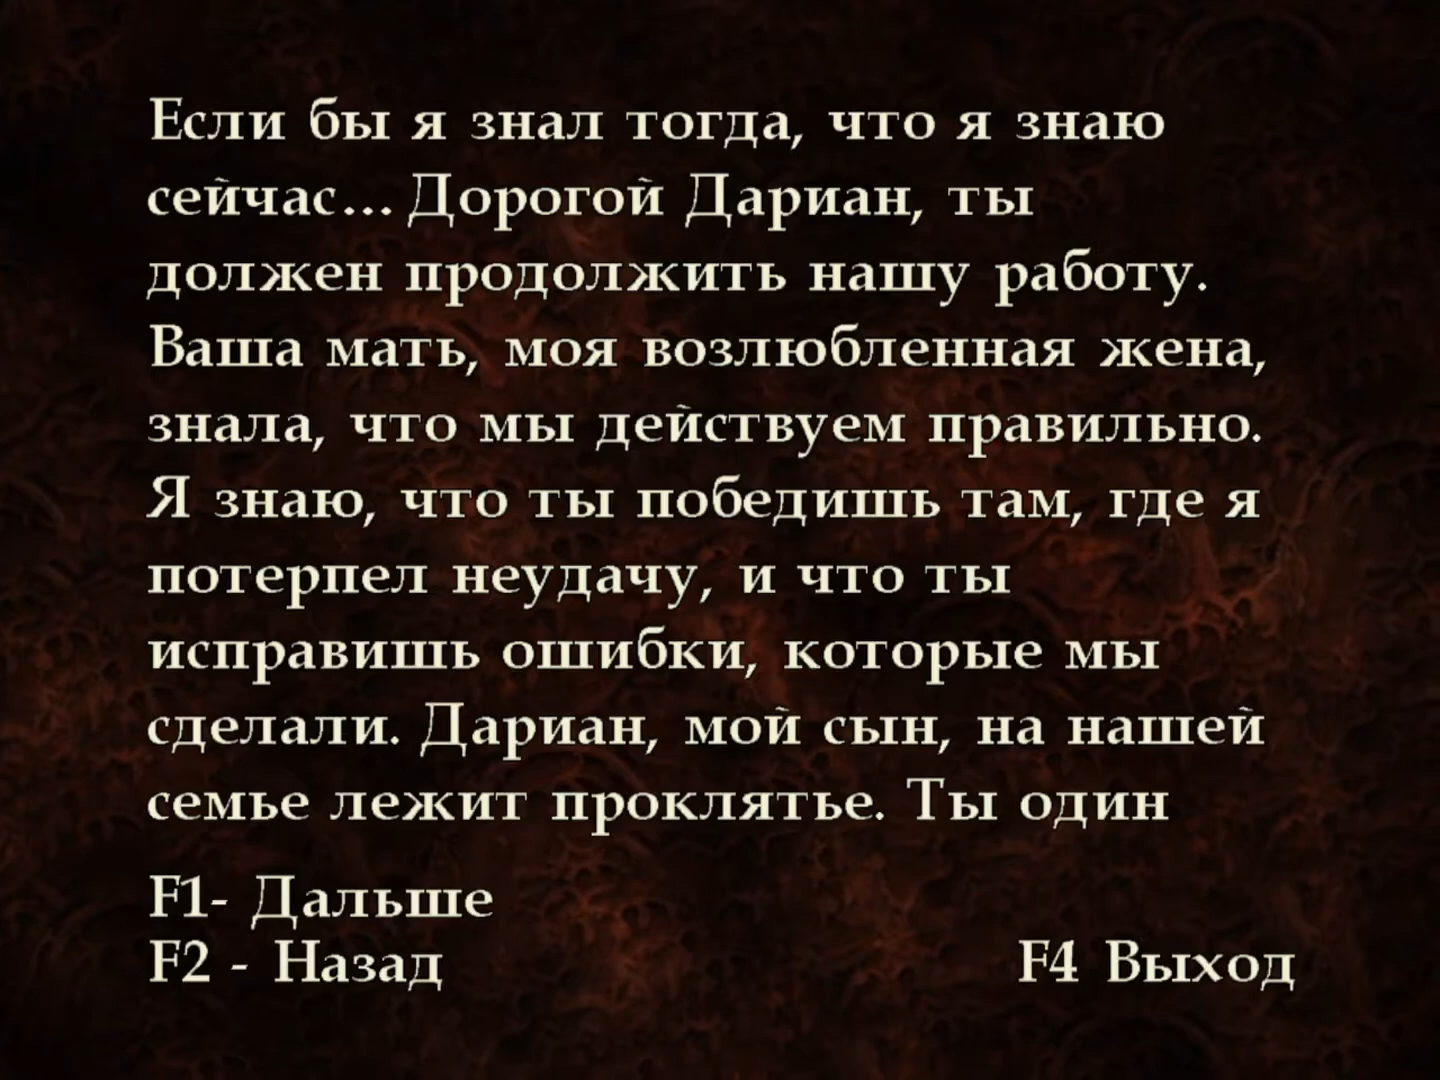 Если бы я знал тогда, что я знаю
сейчас... Дорогой Дариан, ты
должен продолжить нашу работу.
Ваша мать, моя возлюбленная жена,
знала, что мы действуем правильно.
Я знаю, что ты победишь там, где я
потерпел неудачу, и что ты
исправишь ошибки, которые мы
сделали. Дариан, мой сын, на нашей
семье лежит проклятье. Ты один
F1- Дальше
F2 - Назад
F4 Выход